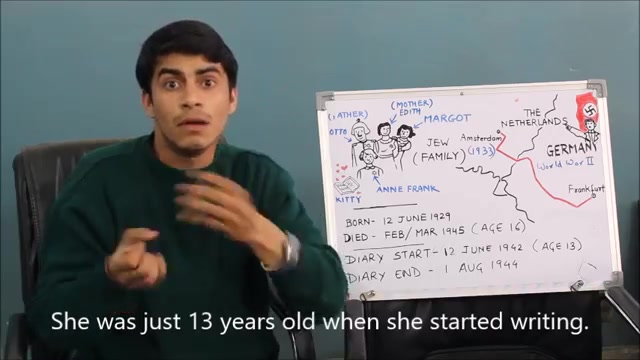 (FATHER)
OTTO
(MOTHER)
EDITH
MARGOT
JEW
(FAMILY)
ANNE FRANK
KITTY
THE
NETHERLANDS
Amsterdam
(1933)
GERMANY
World War II
Frankfurt
BORN- 12 JUNE 1929
DIED - FEB/MAR 1945 (AGE 16)
DIARY START- 12 JUNE 1942 (AGE 13)
DIARY END - 1 AUG 1944
She was just 13 years old when she started writing.